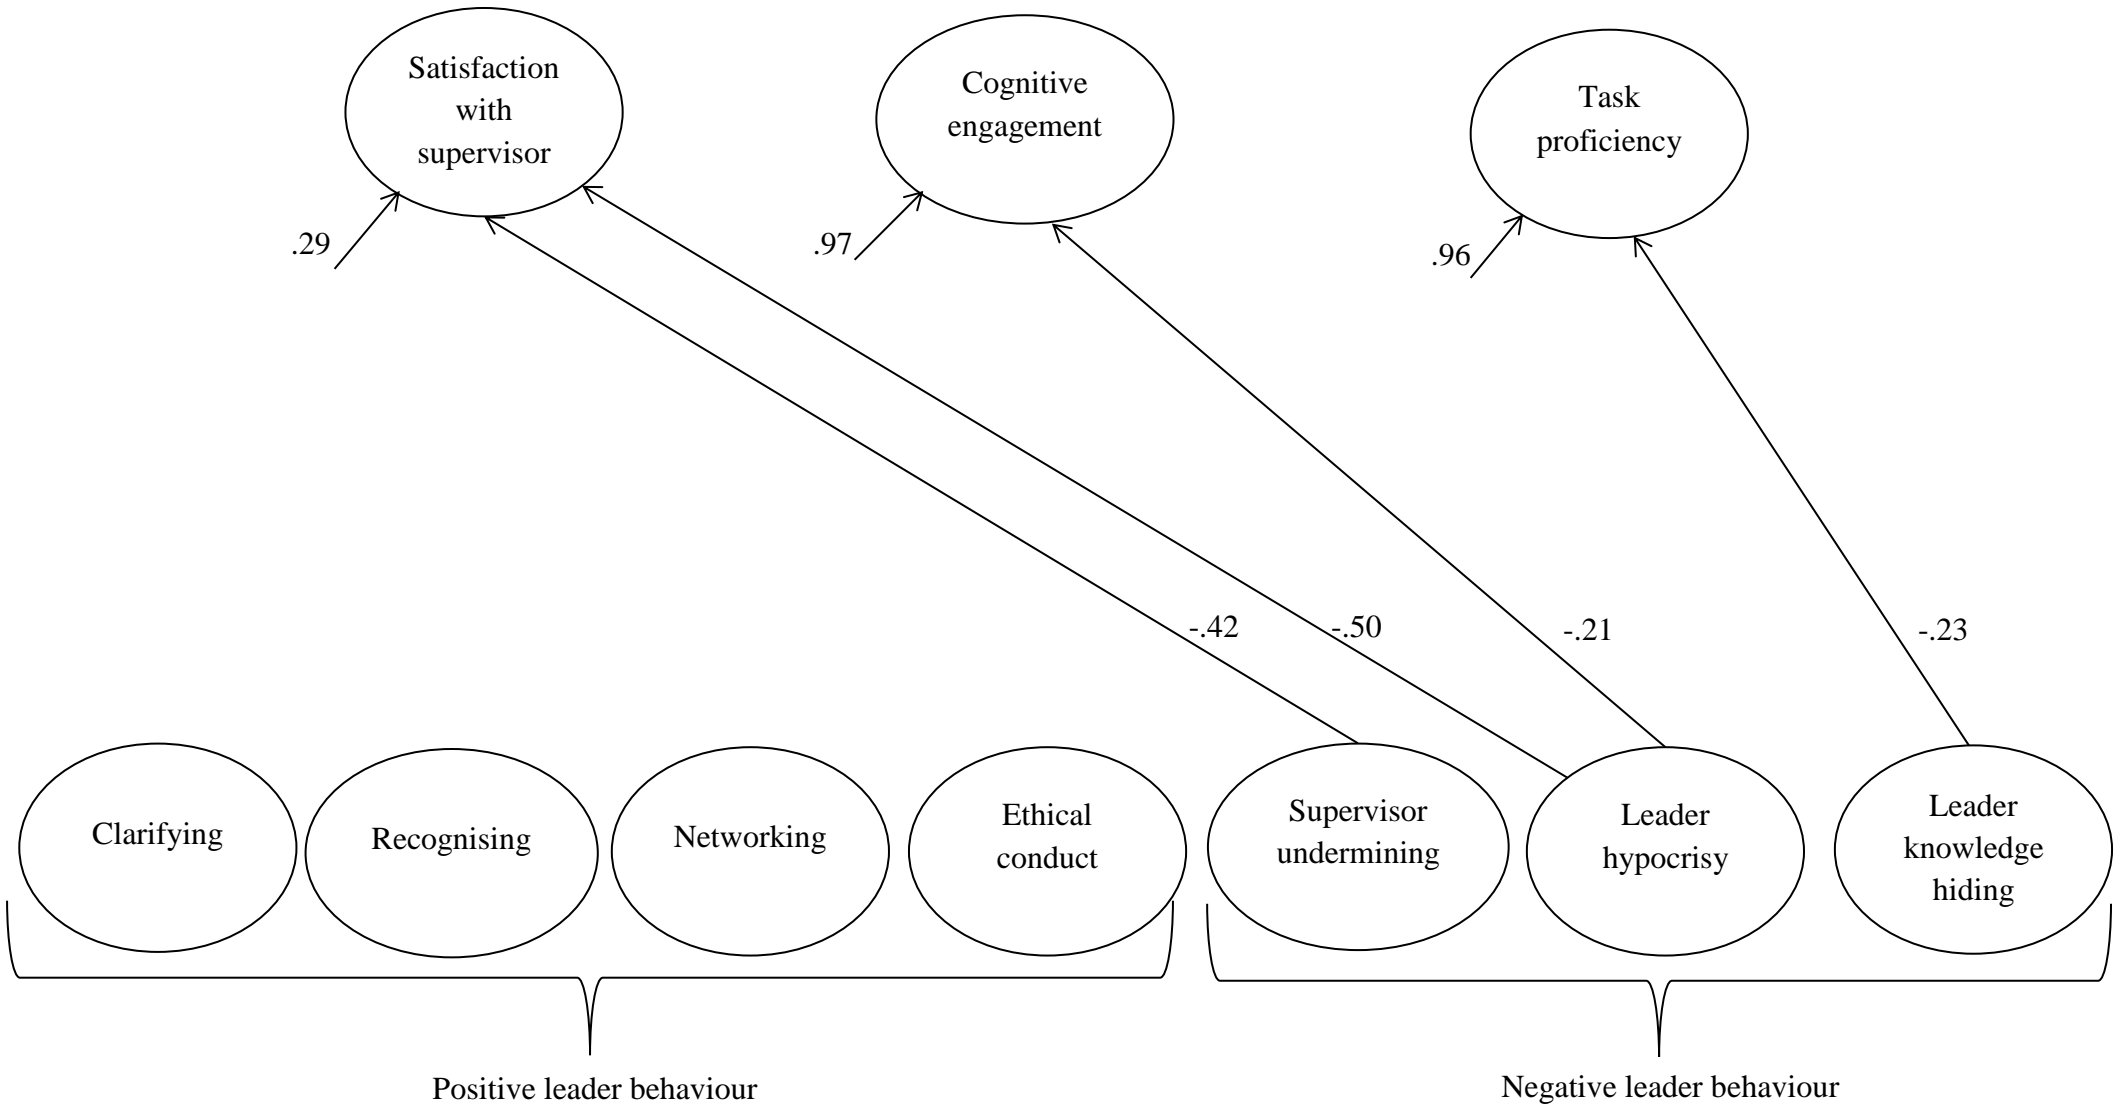 Satisfaction
with
supervisor
Cognitive
engagement
Task
proficiency
.29
.97
.96
-.42
-.50
-.21
-.23
Clarifying
Recognising
Networking
Ethical
conduct
Supervisor
undermining
Leader
hypocrisy
Leader
knowledge
hiding
Positive leader behaviour
Negative leader behaviour